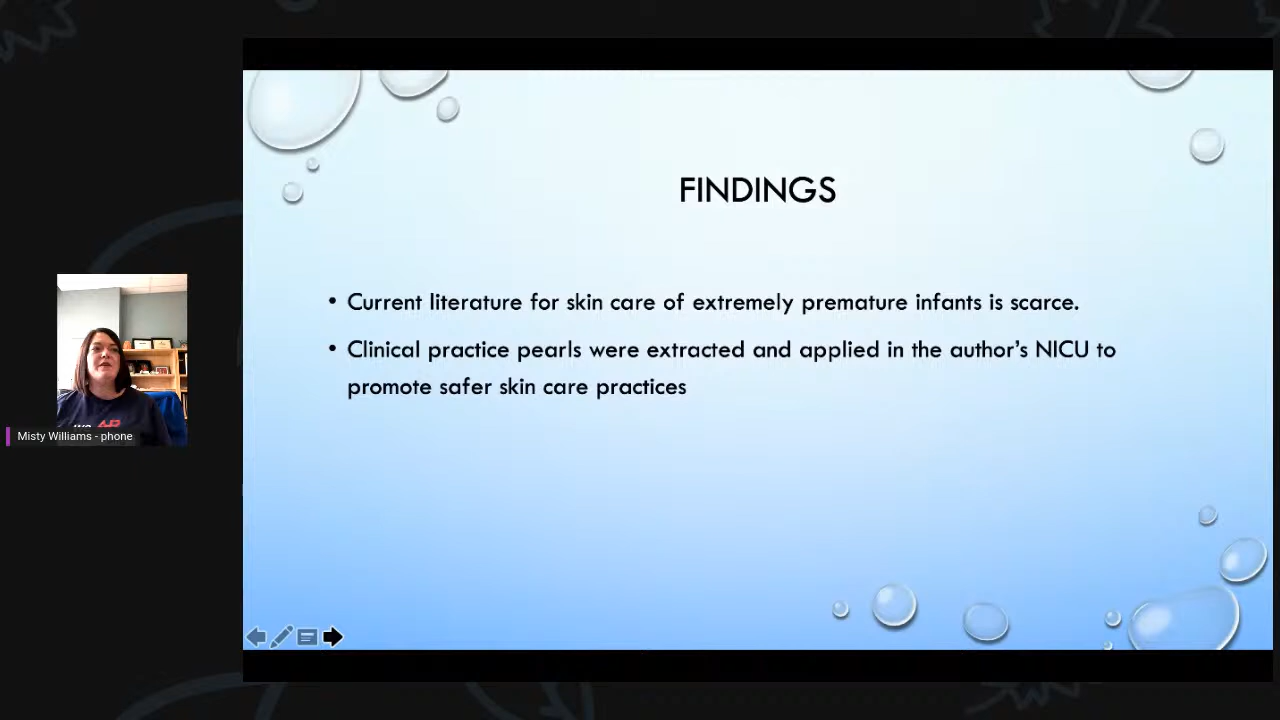 FINDINGS
• Current literature for skin care of extremely premature infants is scarce.
• Clinical practice pearls were extracted and applied in the author's NICU to
promote safer skin care practices
Misty Williams - phone